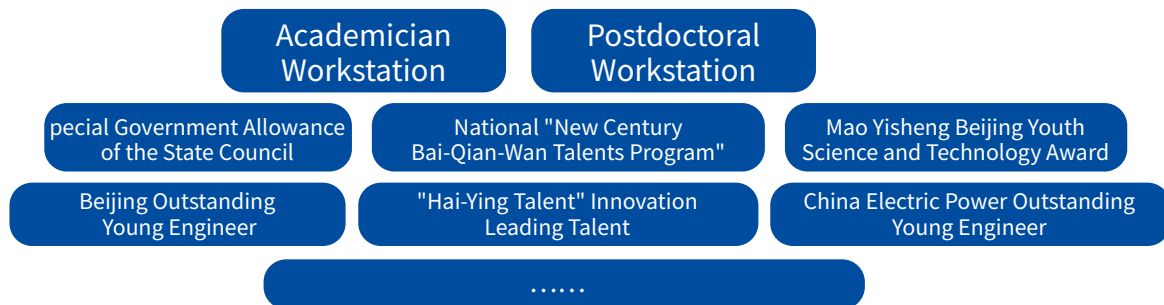 Academician
Workstation
Postdoctoral
Workstation
pecial Government Allowance
of the State Council
National "New Century
Bai-Qian-Wan Talents Program"
Mao Yisheng Beijing Youth
Science and Technology Award
Beijing Outstanding
Young Engineer
"Hai-Ying Talent" Innovation
Leading Talent
China Electric Power Outstanding
Young Engineer
……